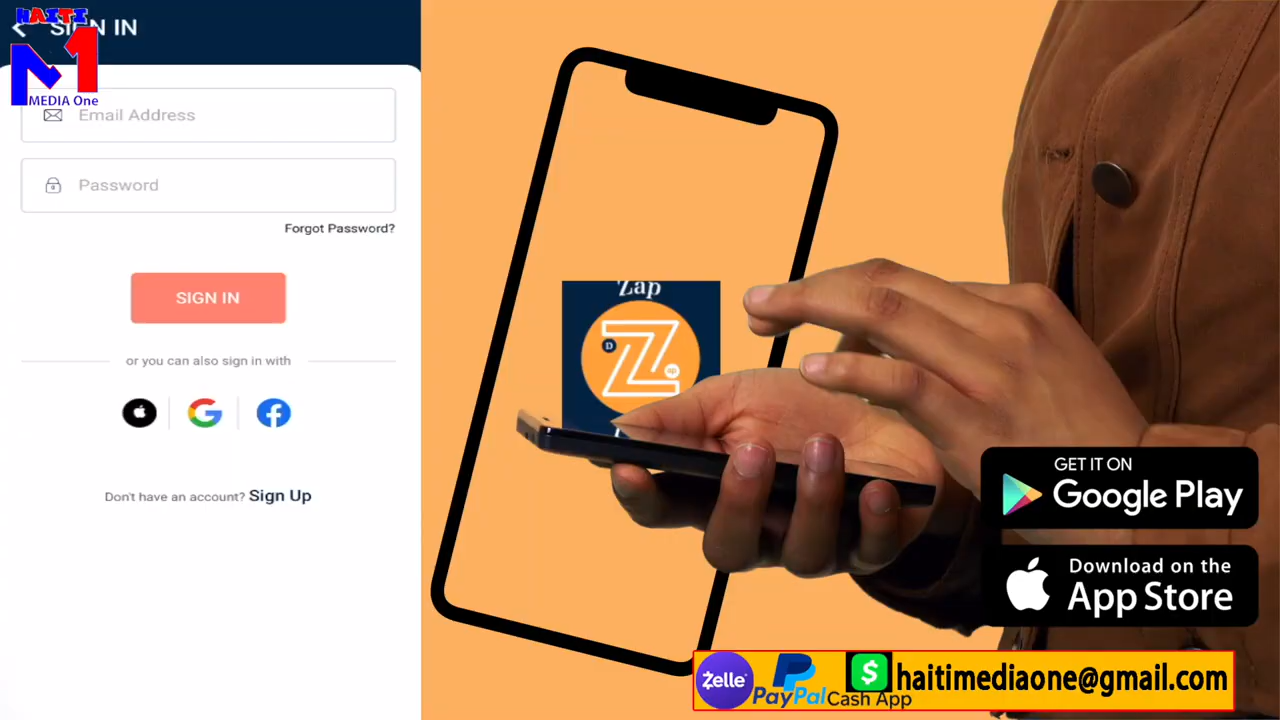 HAITI
M1
MEDIA One
SIGN IN
Email Address
Password
Forgot Password?
SIGN IN
or you can also sign in with
Don't have an account? Sign Up
Zap
Z
D
GET IT ON
Google Play
Download on the
App Store
Zelle
PayPal
$
Cash App
haitimediaone@gmail.com